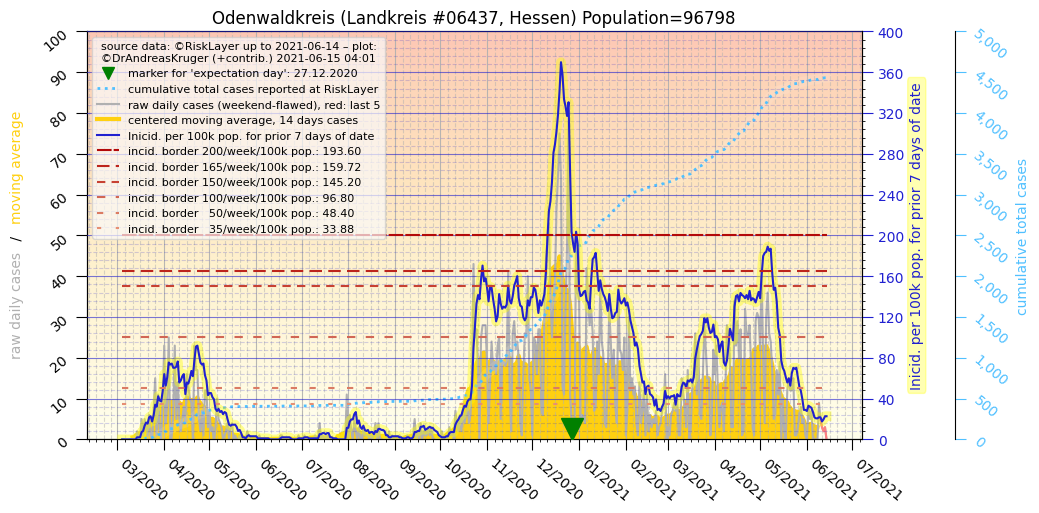 Odenwaldkreis (Landkreis #06437, Hessen) Population=96798
source data: ©RiskLayer up to 2021-06-14 – plot:
©DrAndreasKruger (+contrib.) 2021-06-15 04:01
marker for 'expectation day': 27.12.2020
cumulative total cases reported at RiskLayer
raw daily cases (weekend-flawed), red: last 5
centered moving average, 14 days cases
Inicid. per 100k pop. for prior 7 days of date
incid. border 200/week/100k pop.: 193.60
incid. border 165/week/100k pop.: 159.72
incid. border 150/week/100k pop.: 145.20
incid. border 100/week/100k pop.: 96.80
incid. border 50/week/100k pop.: 48.40
incid. border 35/week/100k pop.: 33.88
raw daily cases / moving average
100
90
80
70
60
50
40
30
20
10
0
03/2020
04/2020
05/2020
06/2020
07/2020
08/2020
09/2020
10/2020
11/2020
12/2020
01/2021
02/2021
03/2021
04/2021
05/2021
06/2021
07/2021
400
360
320
280
240
200
160
120
80
40
0
Inicid. per 100k pop. for prior 7 days of date
5,000
4,500
4,000
3,500
3,000
2,500
2,000
1,500
1,000
500
0
cumulative total cases